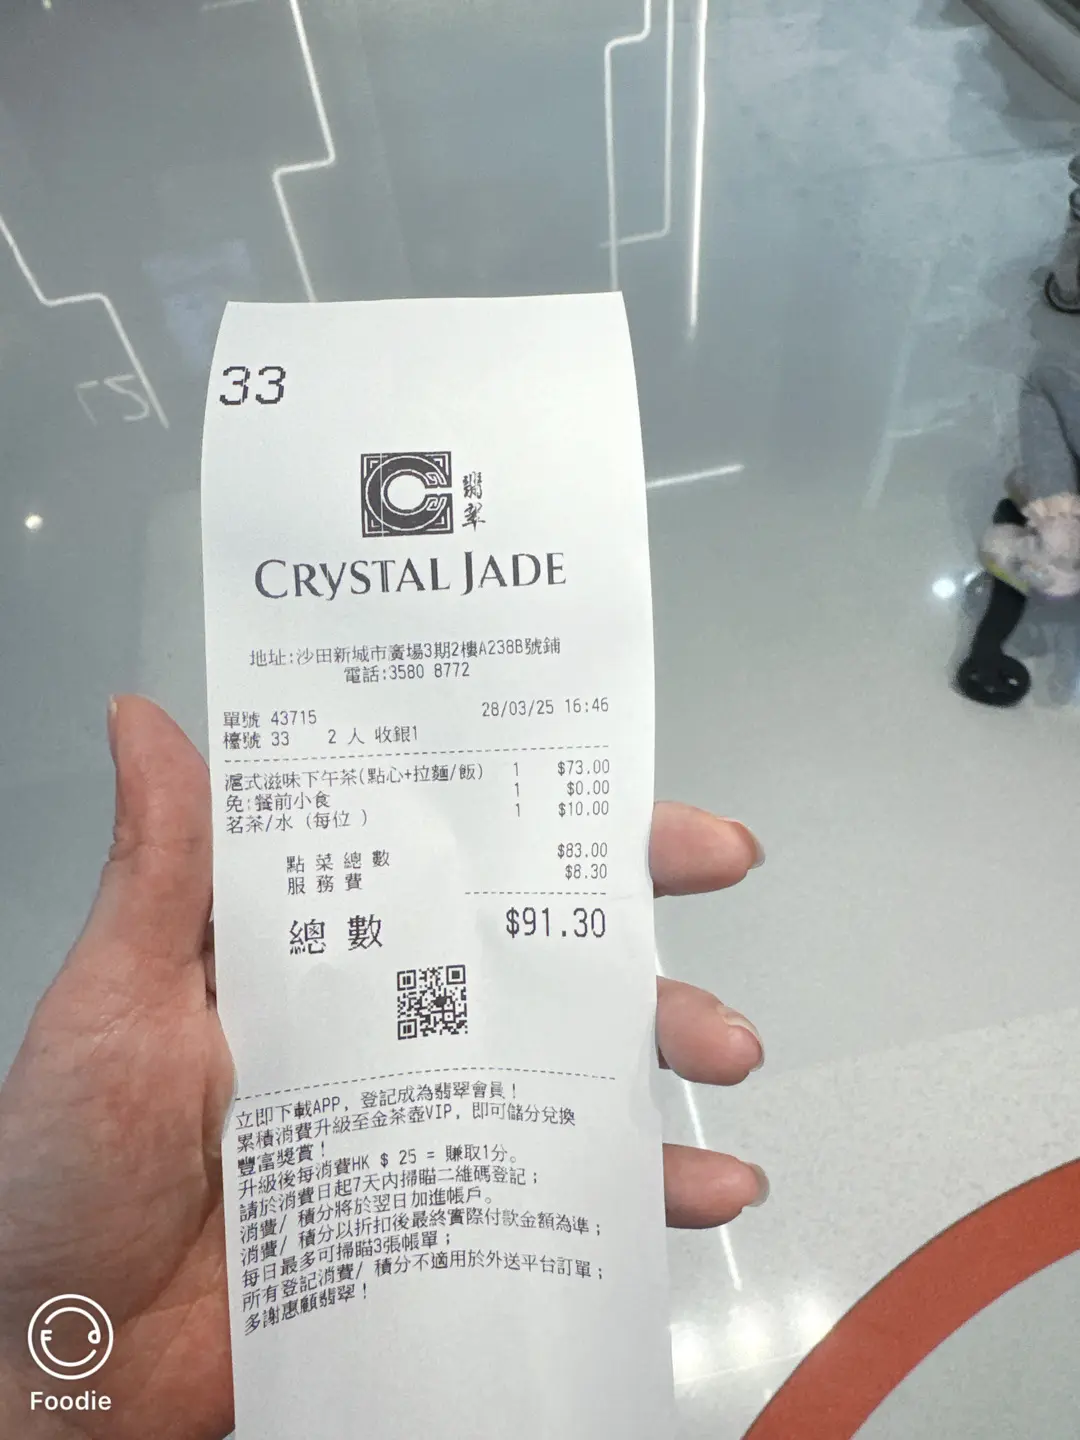 33
翡翠
CRYSTAL JADE
地址:沙田新城市廣場3期2樓A238B號鋪
電話:3580 8772
單號 43715 28/03/25 16:46
檯號 33 2 人 收銀1
滬式滋味下午茶(點心+拉麵/飯) 1 $73.00
免:餐前小食 1 $0.00
茗茶/水 (每位 ) 1 $10.00
點 菜 總 數 $83.00
服 務 費 $8.30
總 數 $91.30
立即下載APP, 登記成為翡翠會員!
累積消費升級至金茶壺VIP, 即可儲分兌換
豐富獎賞!
升級後每消費HK $ 25 = 賺取1分。
請於消費日起7天內掃瞄二維碼登記;
消費/ 積分將於翌日加進帳戶。
消費/ 積分以折扣後最終實際付款金額為準;
每日最多可掃瞄3張帳單;
所有登記消費/ 積分不適用於外送平台訂單;
多謝惠顧翡翠!
Foodie